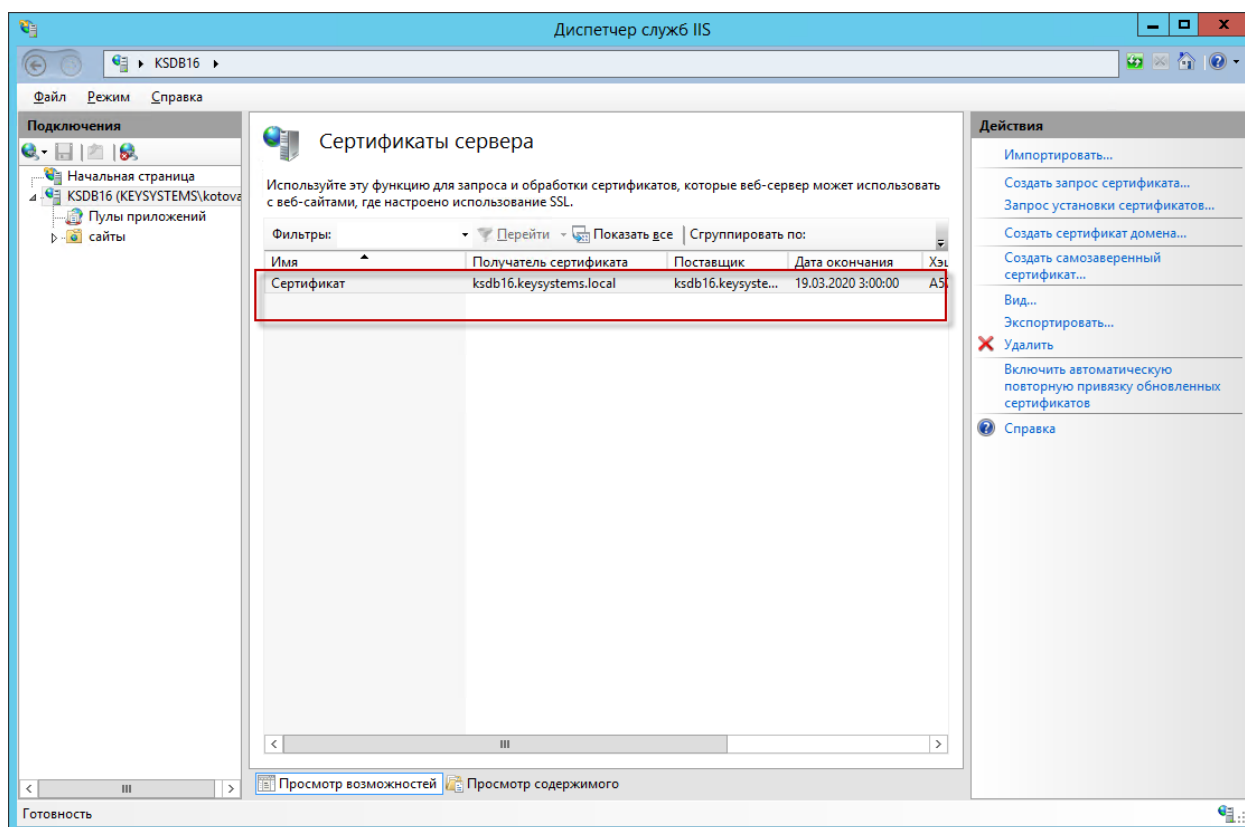 Диспетчер служб IIS
KSDB16
Файл Режим Справка
Подключения
Начальная страница
KSDB16 (KEYSYSTEMS\kotova
Пулы приложений
сайты
Сертификаты сервера
Используйте эту функцию для запроса и обработки сертификатов, которые веб-сервер может использовать
с веб-сайтами, где настроено использование SSL.
Фильтры: Перейти Показать все Сгруппировать по:
Имя Получатель сертификата Поставщик Дата окончания Хэш
Сертификат ksdb16.keysystems.local ksdb16.keysyste... 19.03.2020 3:00:00
Просмотр возможностей Просмотр содержимого
Действия
Импортировать...
Создать запрос сертификата...
Запрос установки сертификатов...
Создать сертификат домена...
Создать самозаверенный
сертификат...
Вид...
Экспортировать...
Удалить
Включить автоматическую
повторную привязку обновленных
сертификатов
Справка
Готовность